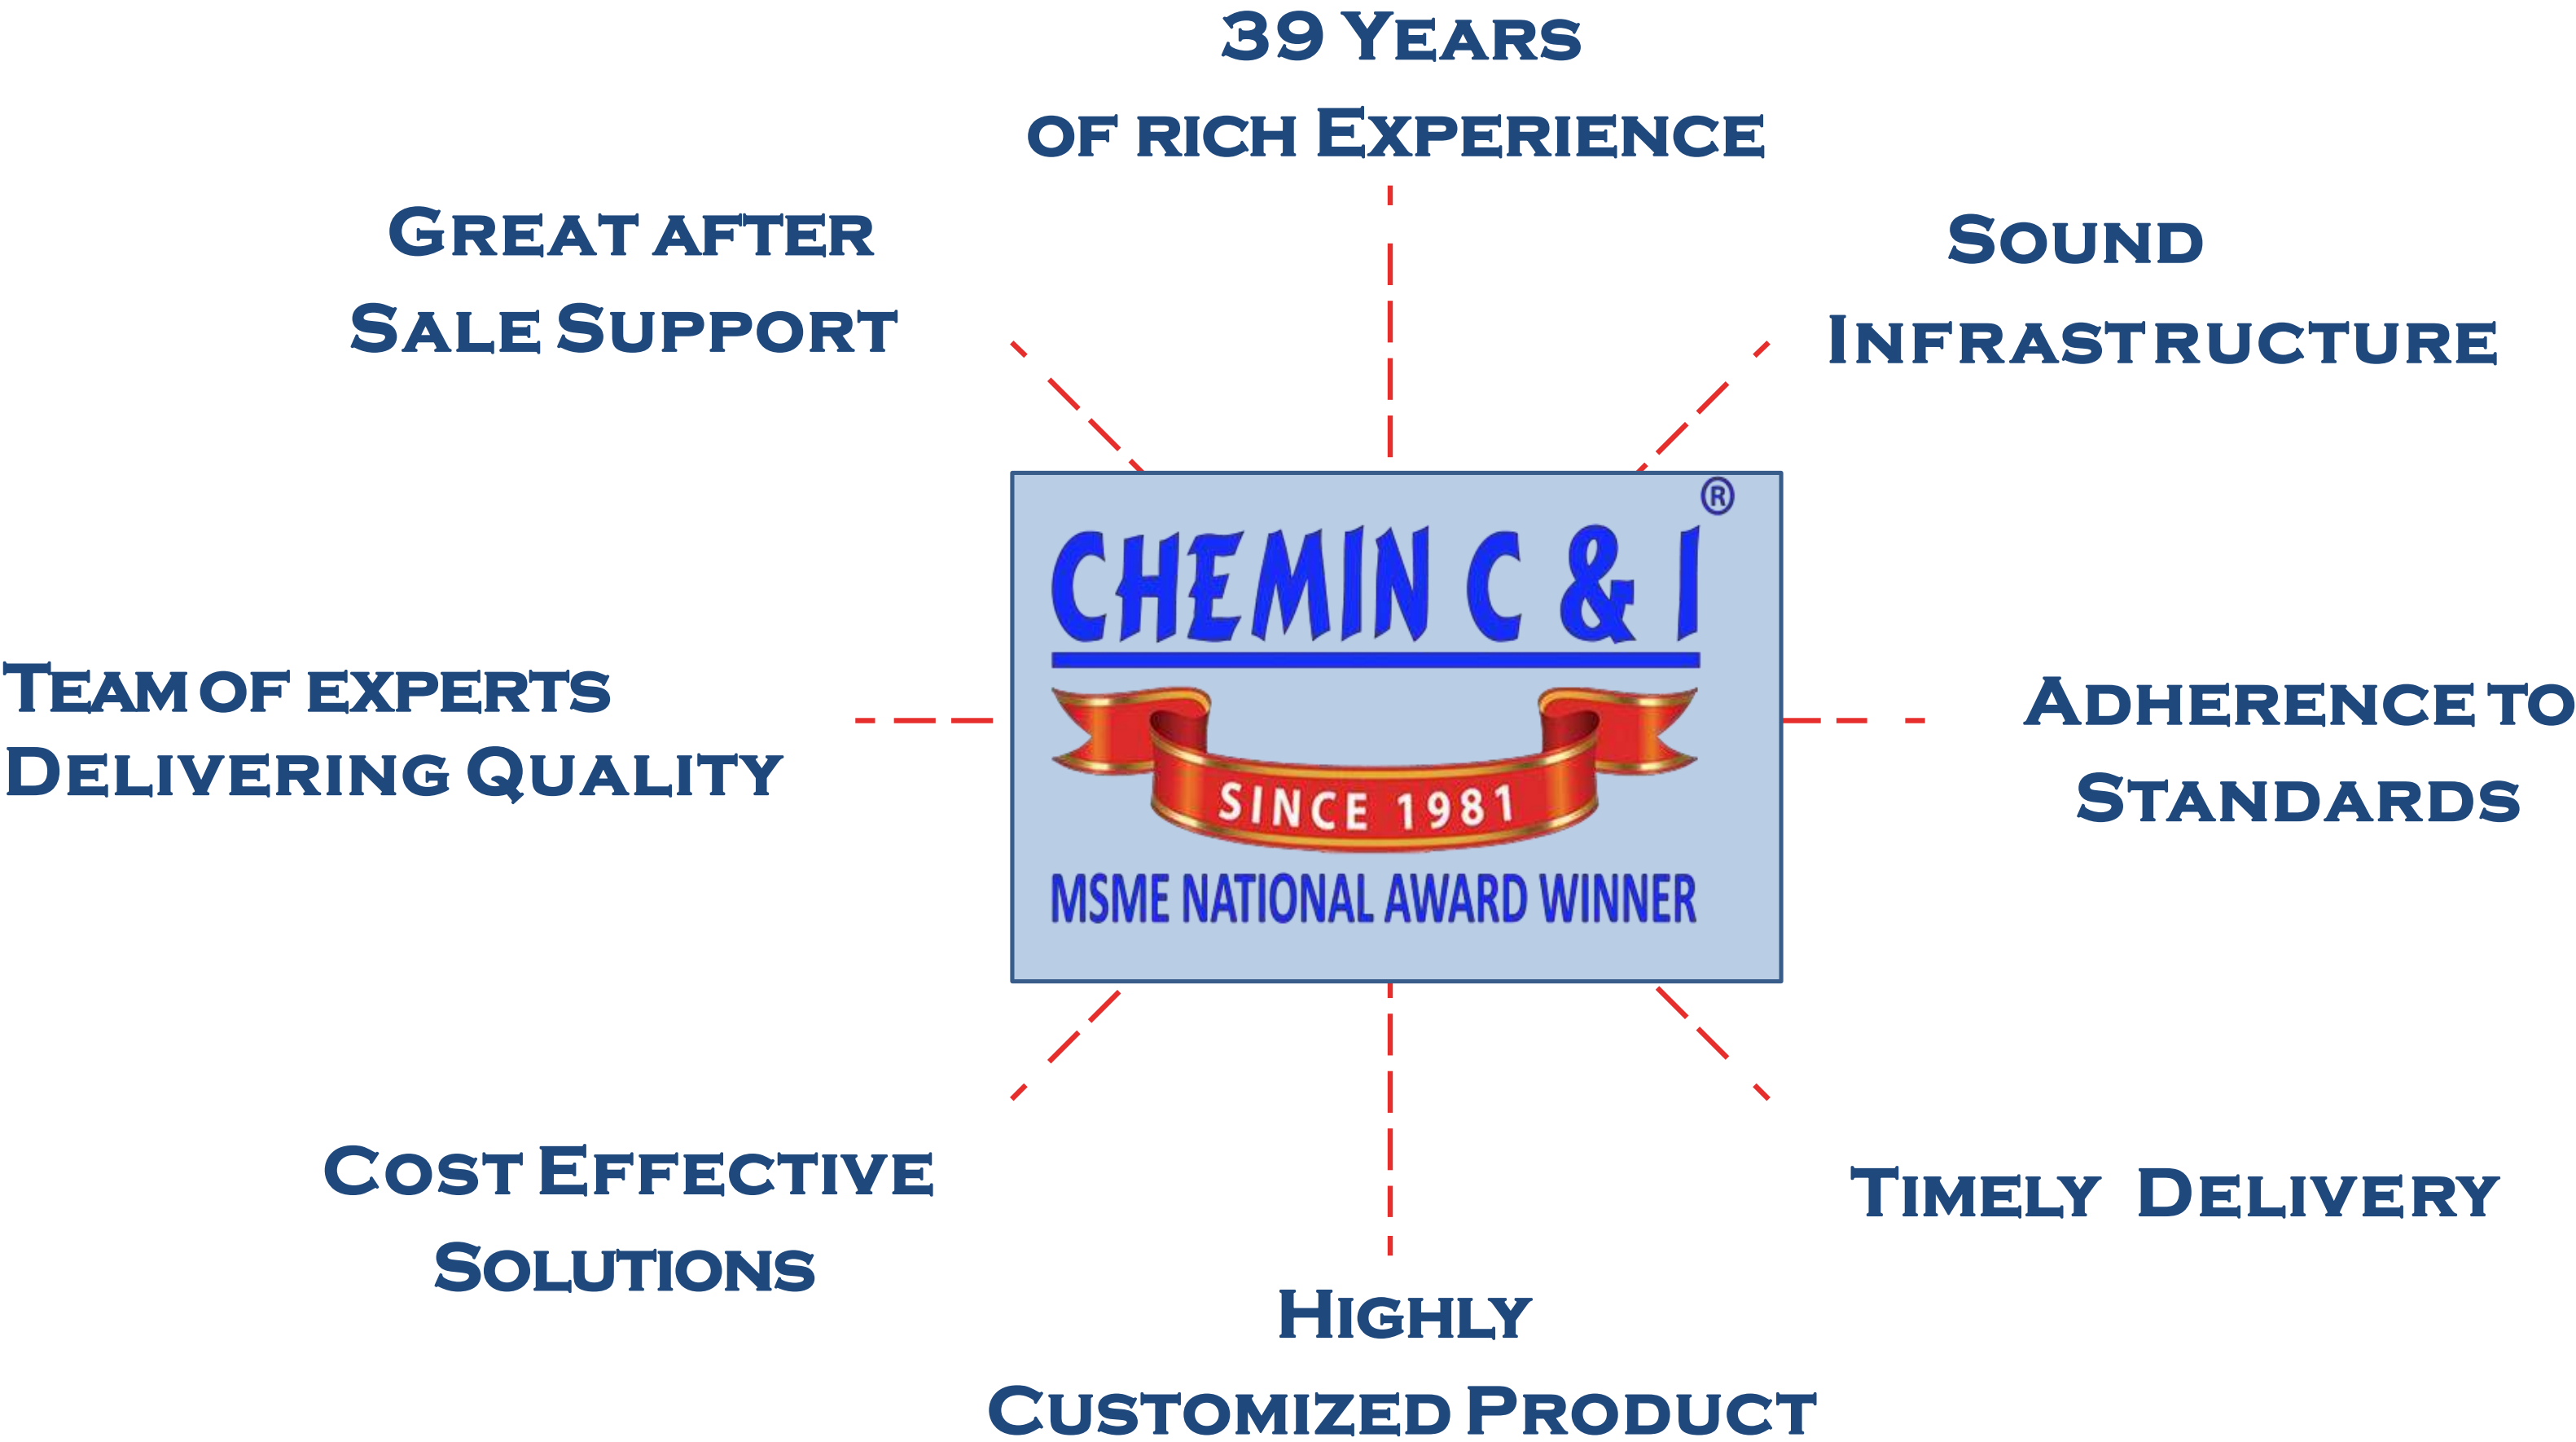 39 YEARS
OF RICH EXPERIENCE
GREAT AFTER
SALE SUPPORT
SOUND
INFRASTRUCTURE
CHEMIN C & I ®
SINCE 1981
MSME NATIONAL AWARD WINNER
TEAM OF EXPERTS
DELIVERING QUALITY
ADHERENCE TO
STANDARDS
COST EFFECTIVE
SOLUTIONS
TIMELY DELIVERY
HIGHLY
CUSTOMIZED PRODUCT